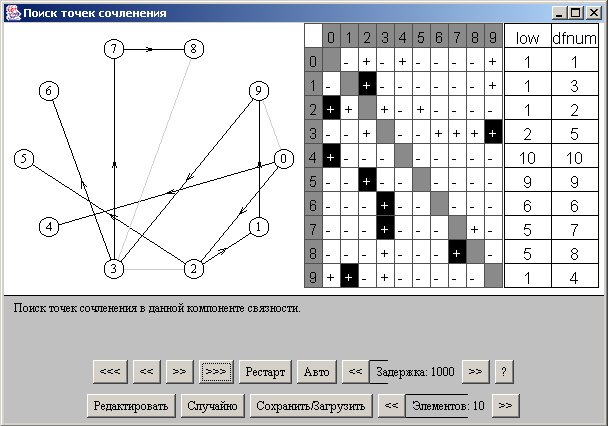 Поиск точек сочленения
7
8
6
9
5
0
4
1
3
2
0 1 2 3 4 5 6 7 8 9 low dfnum
0 - + - + - - - - + 1 1
1 - + - - - - - - + 1 3
2 + + + - + - - - - 1 2
3 - - + - - + + + + 2 5
4 + - - - - - - - - 10 10
5 - - + - - - - - - 9 9
6 - - - + - - - - - 6 6
7 - - - + - - - + - 5 7
8 - - - + - - - + - 5 8
9 + + - + - - - - - 1 4
Поиск точек сочленения в данной компоненте связности.
<<< << >> >>> Рестарт Авто << Задержка: 1000 >> ?
Редактировать Случайно Сохранить/Загрузить << Элементов: 10 >>